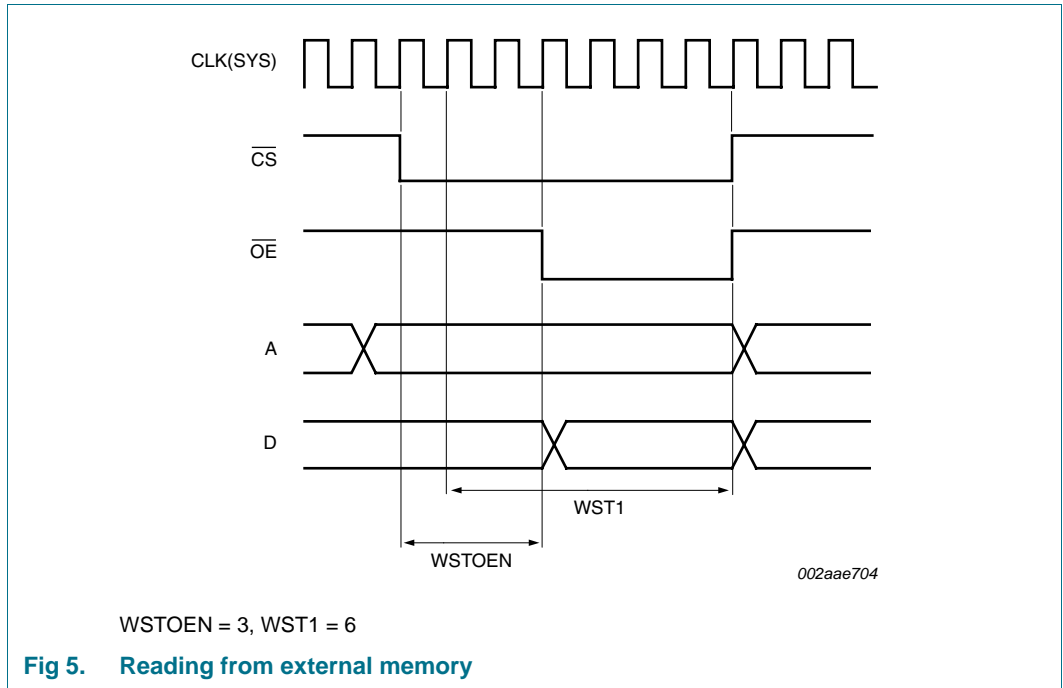 CLK(SYS)
CS
OE
A
D
WST1
WSTOEN
002aae704
WSTOEN = 3, WST1 = 6
Fig 5. Reading from external memory